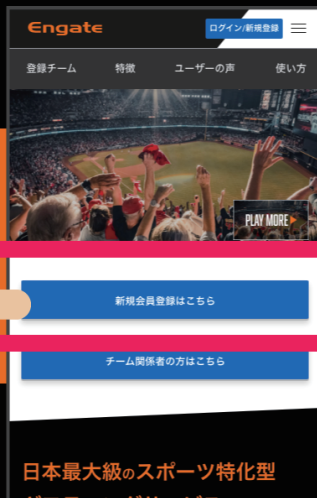 Engate
ログイン/新規登録
登録チーム 特徴 ユーザーの声 使い方
PLAY MORE
新規会員登録はこちら
チーム関係者の方はこちら
日本最大級のスポーツ特化型